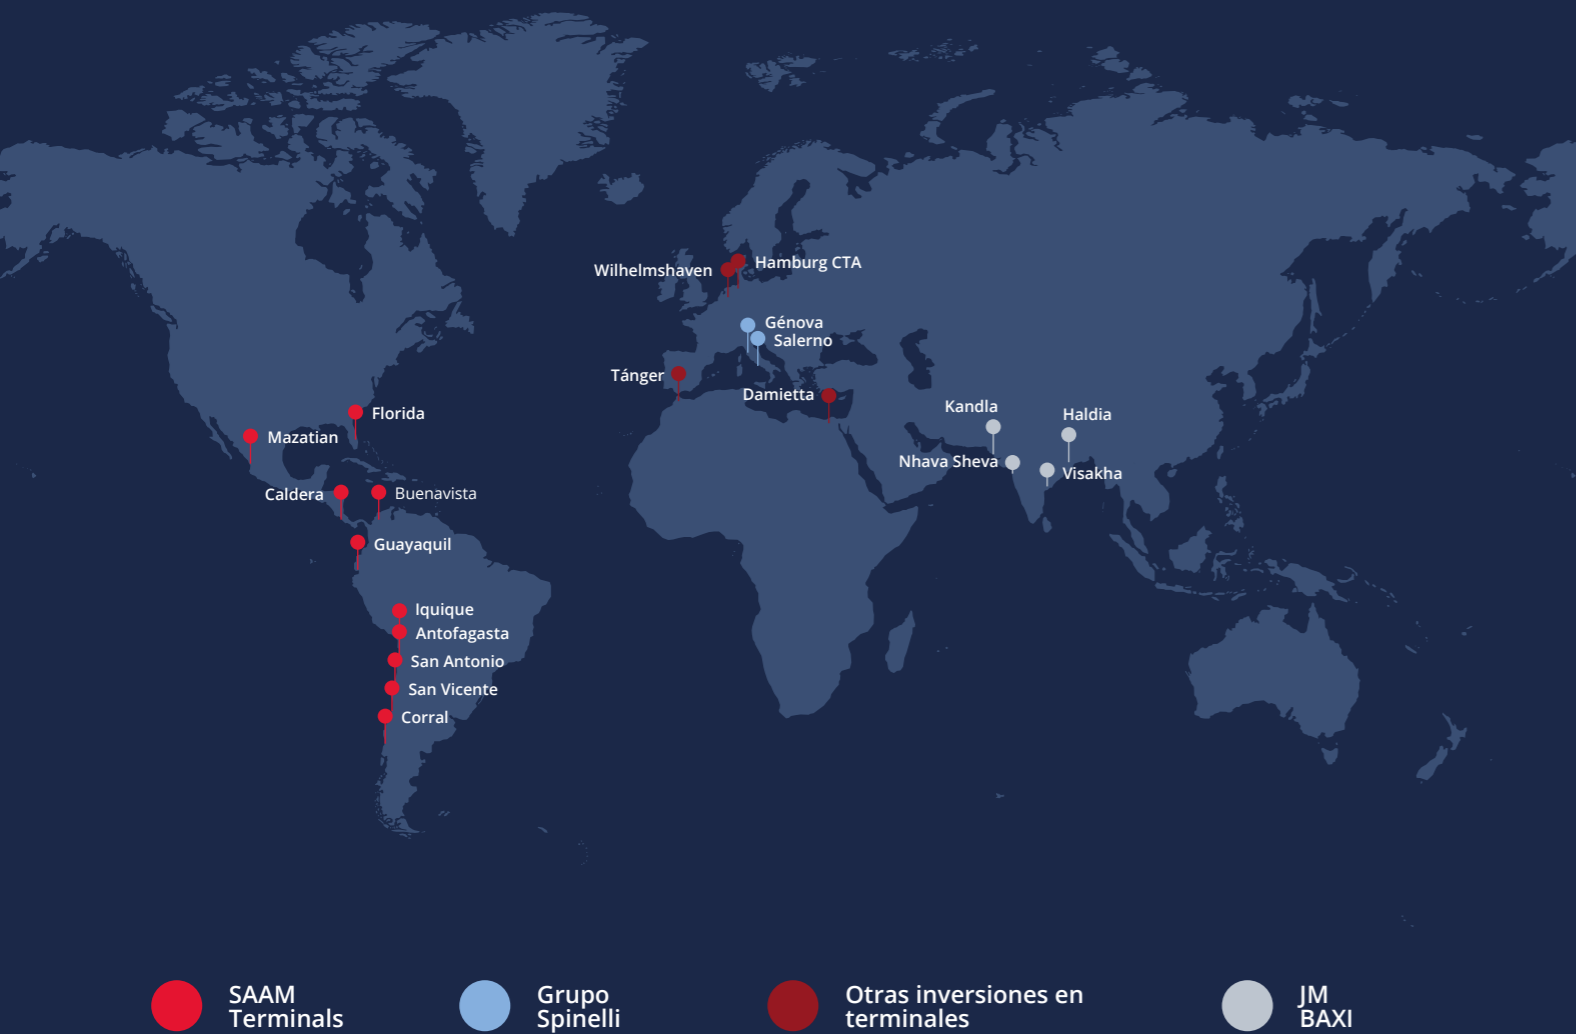 Hamburg CTA
Wilhelmshaven
Génova
Salerno
Tánger
Damietta
Kandla
Haldia
Florida
Mazatian
Nhava Sheva
Visakha
Caldera
Buenavista
Guayaquil
Iquique
Antofagasta
San Antonio
San Vicente
Corral
SAAM
Terminals
Grupo
Spinelli
Otras inversiones en
terminales
JM
BAXI